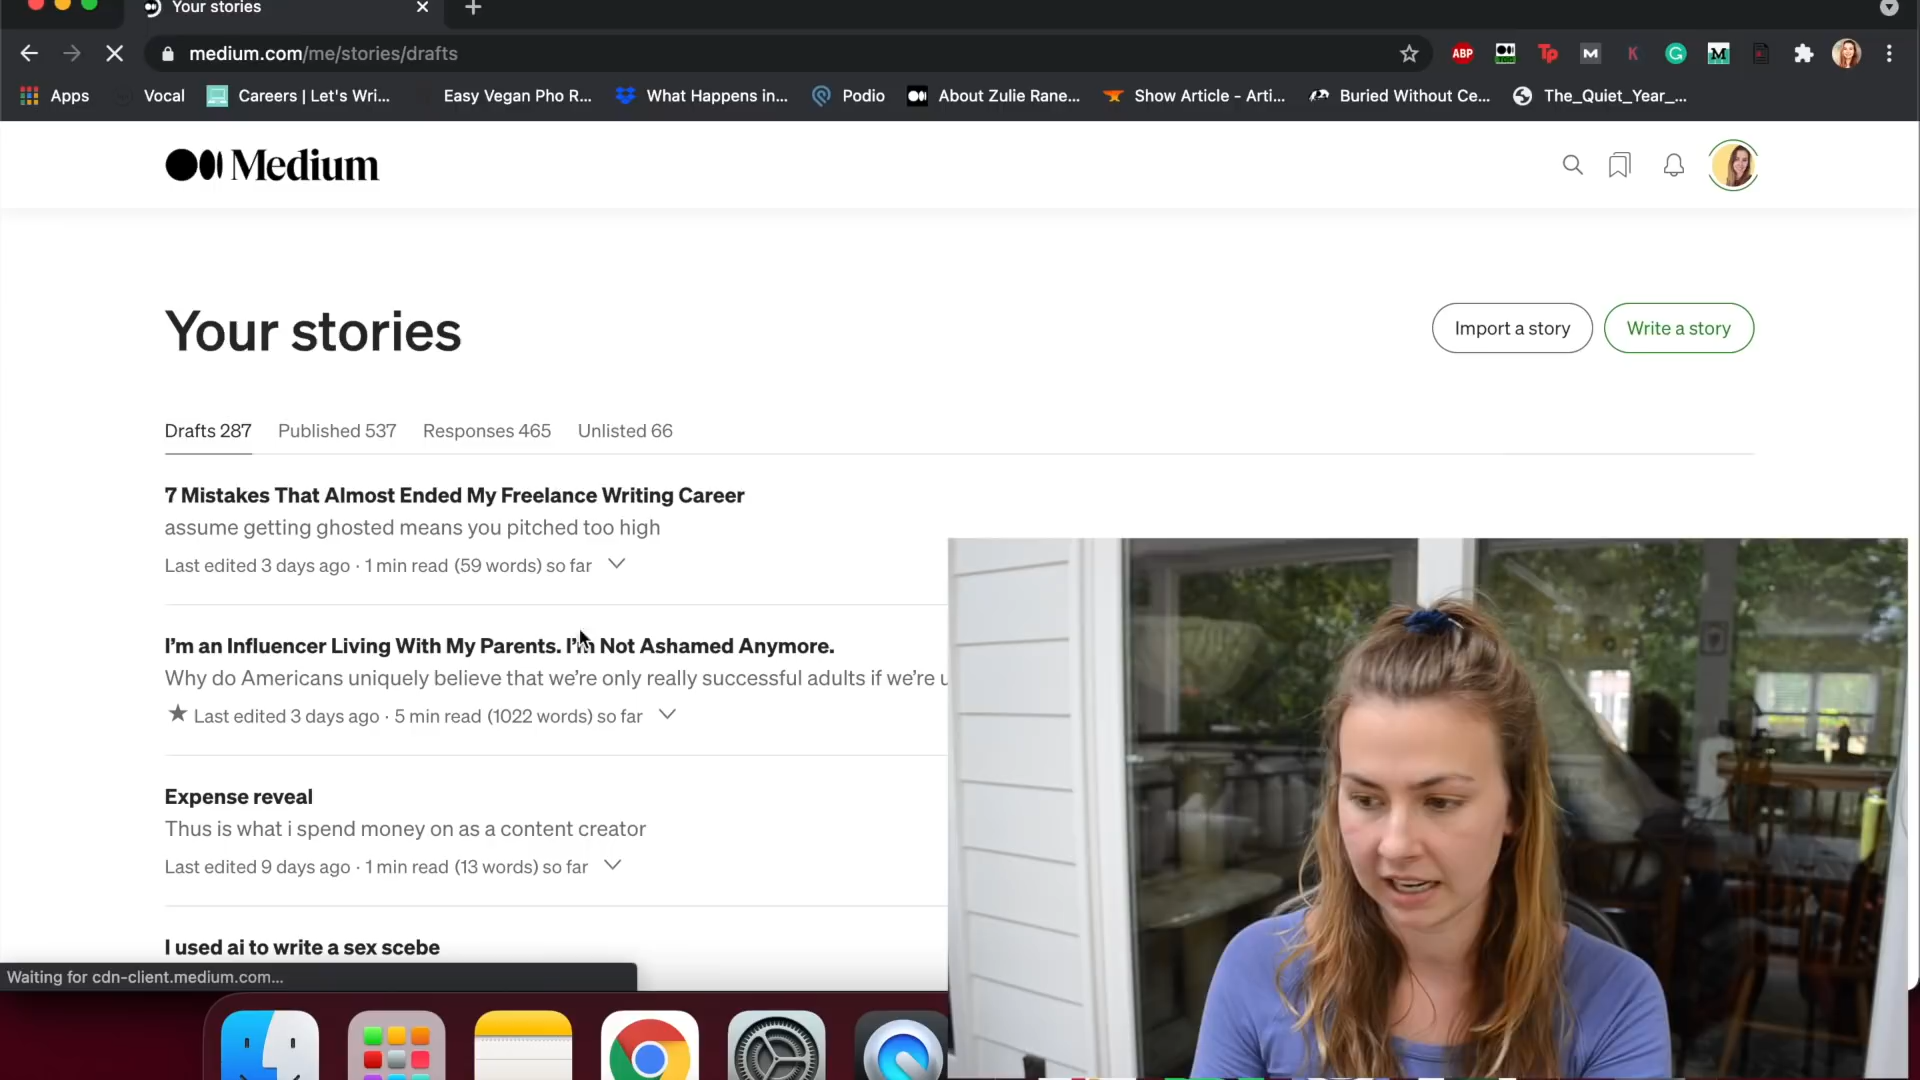 Your stories
medium.com/me/stories/drafts
ABP
Tp
M
K
G
M
Apps
Vocal
Careers | Let's Wri...
Easy Vegan Pho R...
What Happens in...
Podio
About Zulie Rane...
Show Article - Arti...
Buried Without Ce...
The_Quiet_Year_...
Medium
Your stories
Import a story
Write a story
Drafts 287
Published 537
Responses 465
Unlisted 66
7 Mistakes That Almost Ended My Freelance Writing Career
assume getting ghosted means you pitched too high
Last edited 3 days ago · 1 min read (59 words) so far
I'm an Influencer Living With My Parents. I'm Not Ashamed Anymore.
Why do Americans uniquely believe that we're only really successful adults if we're
Last edited 3 days ago · 5 min read (1022 words) so far
Expense reveal
Thus is what i spend money on as a content creator
Last edited 9 days ago · 1 min read (13 words) so far
I used ai to write a sex scebe
Waiting for cdn-client.medium.com...